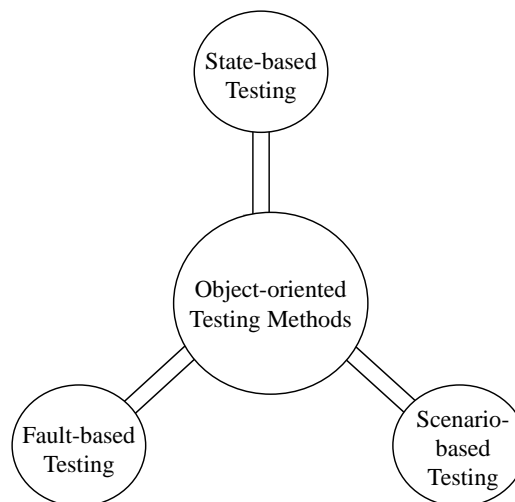 State-based
Testing
Object-oriented
Testing Methods
Fault-based
Testing
Scenario-
based
Testing